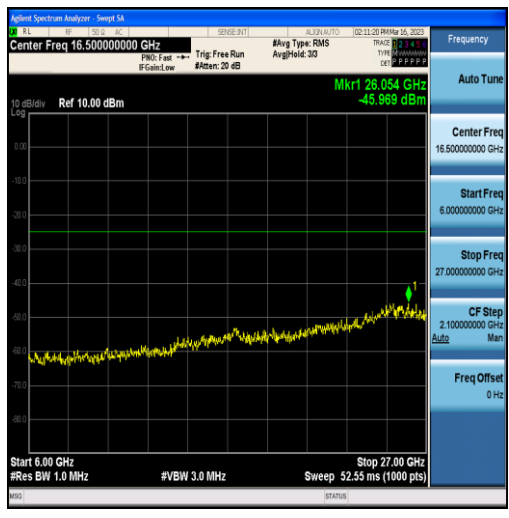 Agilent Spectrum Analyzer - Swept SA
RL RF 50 Ω AC SENSE:INT ALIGN AUTO 02:11:20 PM Mar 16, 2023
Center Freq 16.500000000 GHz
PNO: Fast
IFGain:Low
Trig: Free Run
#Atten: 20 dB
#Avg Type: RMS
Avg|Hold: 3/3
TRACE 1 2 3 4 5 6
TYPE MWWWWW
DET P P P P P P
Mkr1 26.054 GHz
-45.969 dBm
10 dB/div Ref 10.00 dBm
Log
0.00
-10.0
-20.0
-30.0
-40.0
-50.0
-60.0
-70.0
-80.0
1
Start 6.00 GHz Stop 27.00 GHz
#Res BW 1.0 MHz #VBW 3.0 MHz Sweep 52.55 ms (1000 pts)
MSG STATUS
Frequency
Auto Tune
Center Freq
16.500000000 GHz
Start Freq
6.000000000 GHz
Stop Freq
27.000000000 GHz
CF Step
2.100000000 GHz
Auto Man
Freq Offset
0 Hz